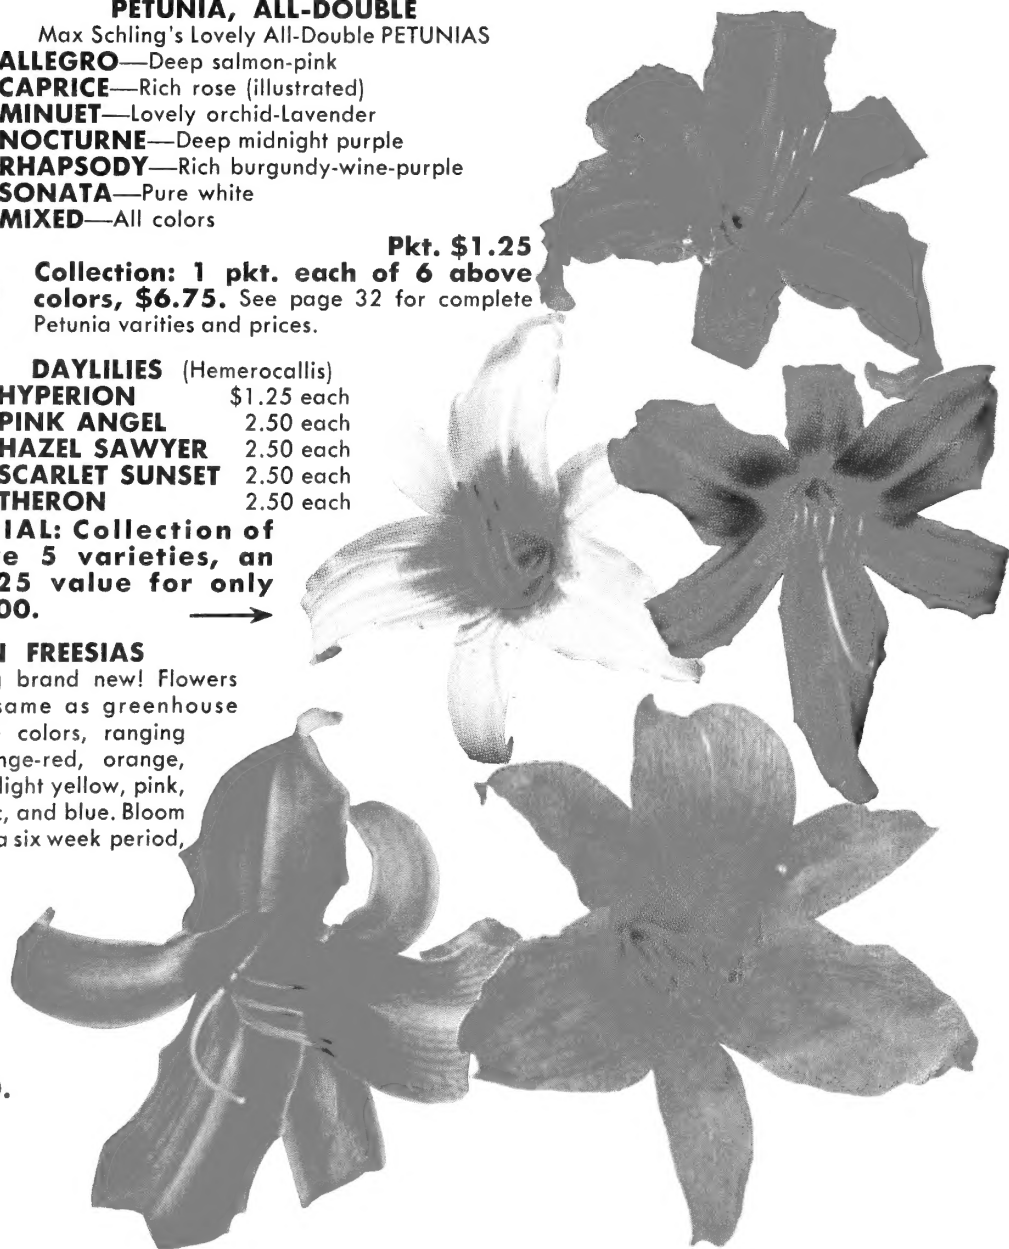 PETUNIA, ALL-DOUBLE
Max Schling's Lovely All-Double PETUNIAS
ALLEGRO—Deep salmon-pink
CAPRICE—Rich rose (illustrated)
MINUET—Lovely orchid-Lavender
NOCTURNE—Deep midnight purple
RHAPSODY—Rich burgundy-wine-purple
SONATA—Pure white
MIXED—All colors
Pkt. $1.25
Collection: 1 pkt. each of 6 above
colors, $6.75. See page 32 for complete
Petunia varities and prices.
DAYLILIES (Hemerocallis)
HYPERION $1.25 each
PINK ANGEL 2.50 each
HAZEL SAWYER 2.50 each
SCARLET SUNSET 2.50 each
THERON 2.50 each
IAL: Collection of
e 5 varieties, an
25 value for only
00.
FREESIAS
brand new! Flowers
same as greenhouse
colors, ranging
nge-red, orange,
light yellow, pink,
, and blue. Bloom
a six week period,